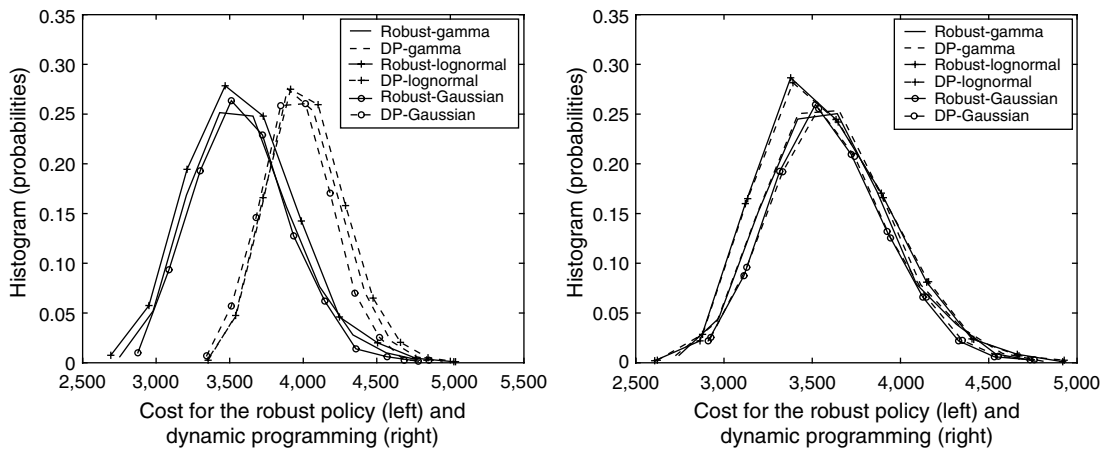 0.35
0.30
0.25
0.20
0.15
0.10
0.05
0
Histogram (probabilities)
Robust-gamma
DP-gamma
Robust-lognormal
DP-lognormal
Robust-Gaussian
DP-Gaussian
2,500 3,000 3,500 4,000 4,500 5,000 5,500
Cost for the robust policy (left) and
dynamic programming (right)
0.35
0.30
0.25
0.20
0.15
0.10
0.05
0
Histogram (probabilities)
Robust-gamma
DP-gamma
Robust-lognormal
DP-lognormal
Robust-Gaussian
DP-Gaussian
2,500 3,000 3,500 4,000 4,500 5,000
Cost for the robust policy (left) and
dynamic programming (right)